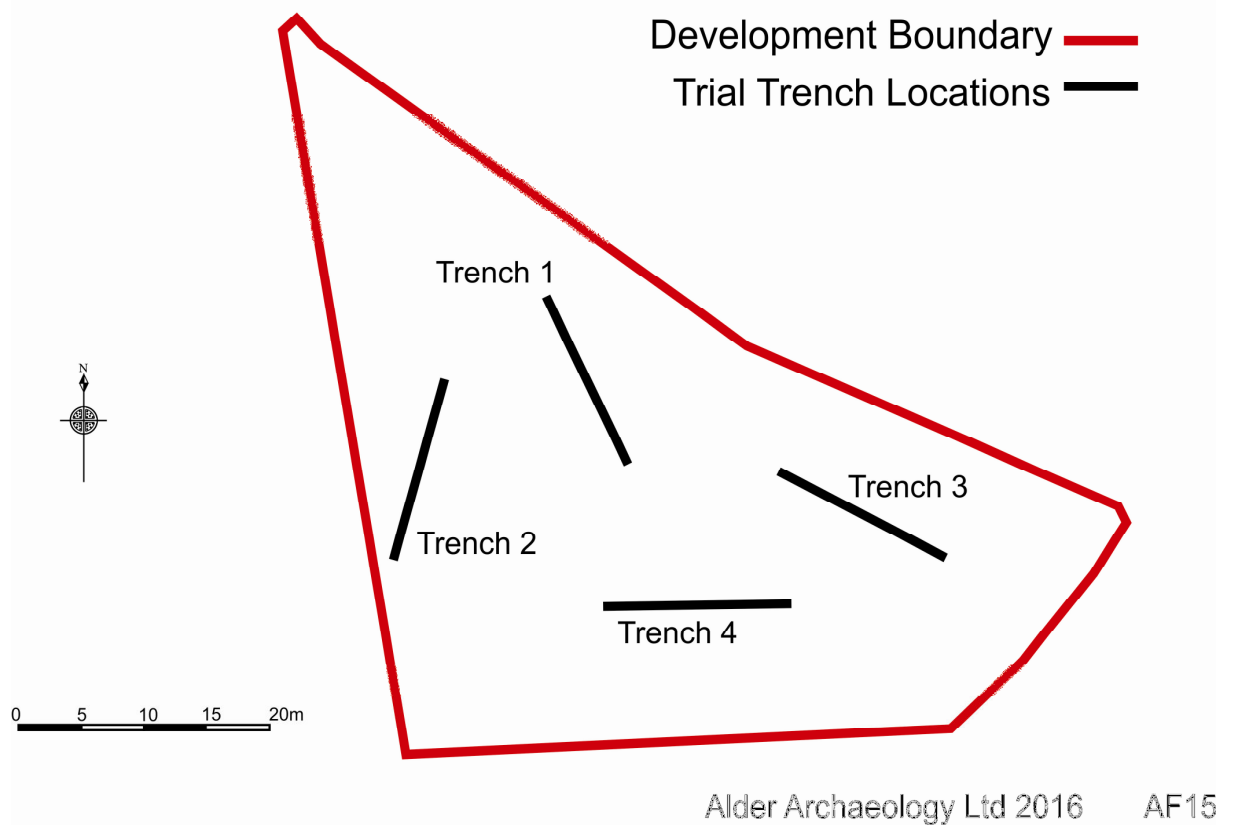 Development Boundary
Trial Trench Locations
Trench 1
N
Trench 3
Trench 2
Trench 4
0 5 10 15 20m
Alder Archaeology Ltd 2016 AF15